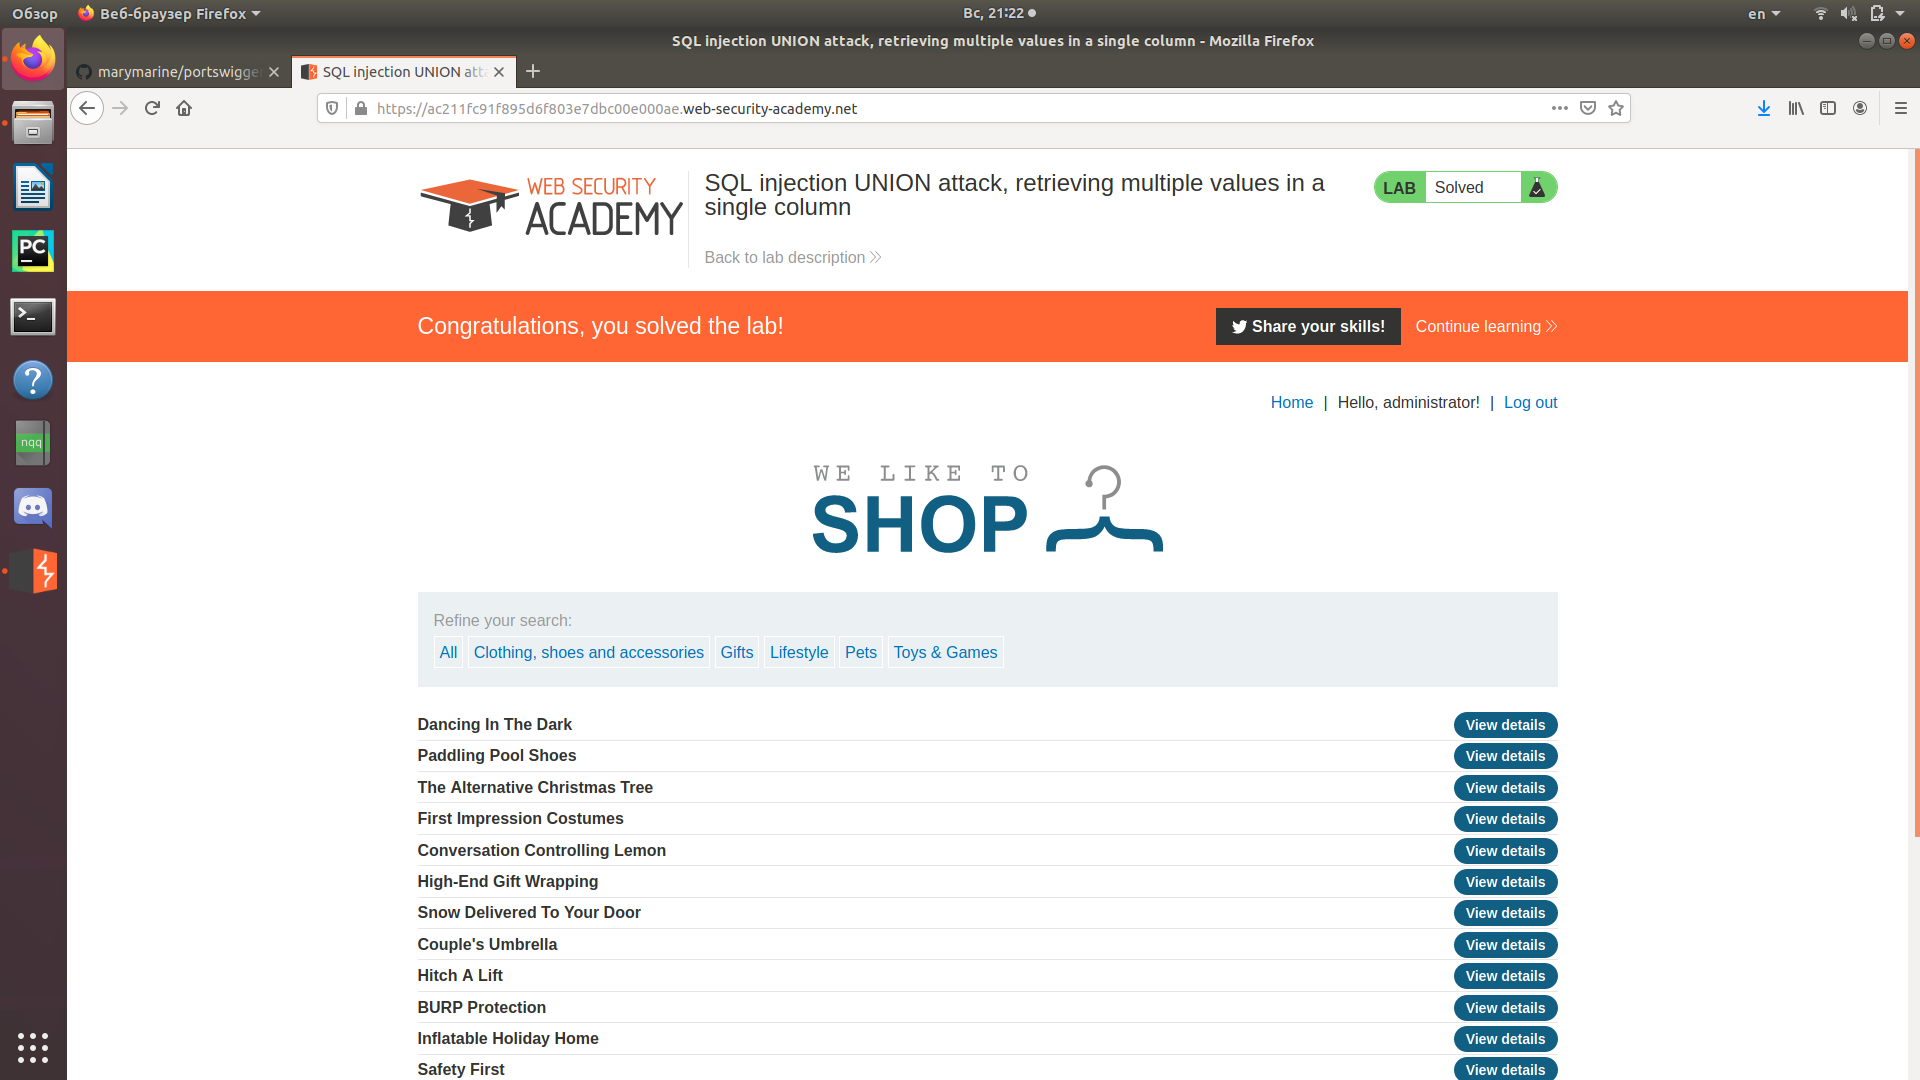 Обзор
Веб-браузер Firefox
Вс, 21:22
en
SQL injection UNION attack, retrieving multiple values in a single column - Mozilla Firefox
marymarine/portswigge
SQL injection UNION att
https://ac211fc91f895d6f803e7dbc00e000ae.web-security-academy.net
WEB SECURITY
ACADEMY
SQL injection UNION attack, retrieving multiple values in a
single column
LAB
Solved
Back to lab description
Congratulations, you solved the lab!
Share your skills!
Continue learning
Home | Hello, administrator! | Log out
WE LIKE TO
SHOP
Refine your search:
All
Clothing, shoes and accessories
Gifts
Lifestyle
Pets
Toys & Games
Dancing In The Dark
View details
Paddling Pool Shoes
View details
The Alternative Christmas Tree
View details
First Impression Costumes
View details
Conversation Controlling Lemon
View details
High-End Gift Wrapping
View details
Snow Delivered To Your Door
View details
Couple's Umbrella
View details
Hitch A Lift
View details
BURP Protection
View details
Inflatable Holiday Home
View details
Safety First
View details
PC
nqq